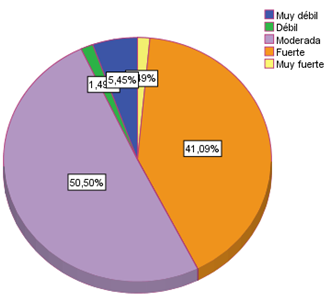 Muy débil
Débil
Moderada
Fuerte
Muy fuerte
5,45%
41,09%
50,50%